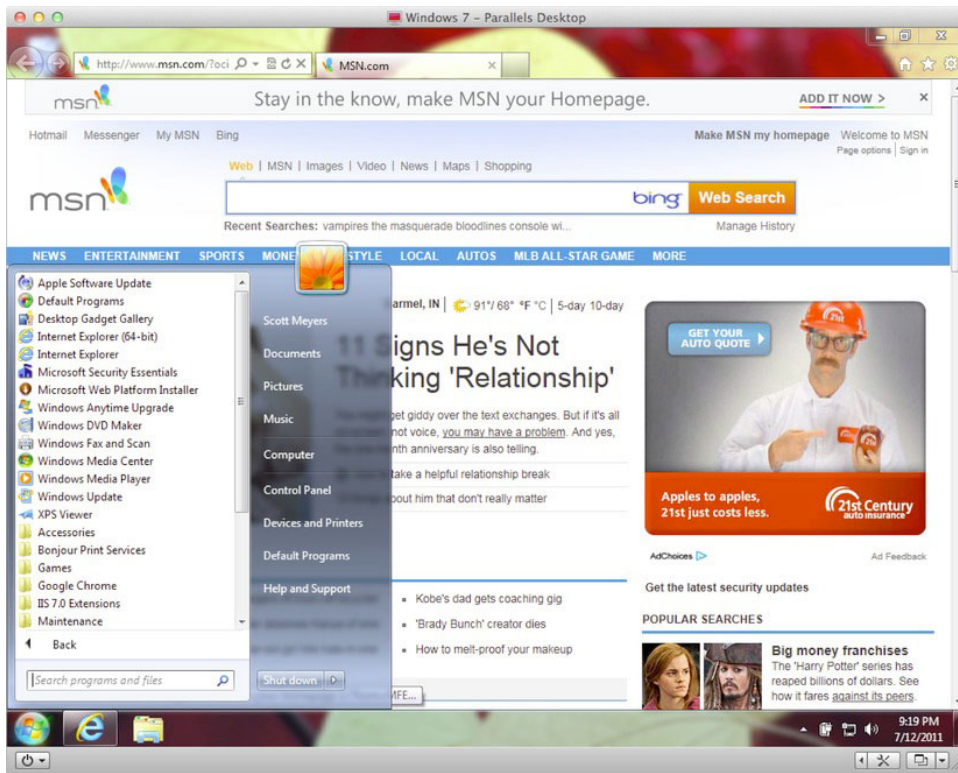 Windows 7 – Parallels Desktop
http://www.msn.com/?oci
MSN.com
msn
Stay in the know, make MSN your Homepage.
ADD IT NOW >
Hotmail Messenger My MSN Bing
Make MSN my homepage Welcome to MSN
Page options | Sign in
Web | MSN | Images | Video | News | Maps | Shopping
msn
bing
Web Search
Recent Searches: vampires the masquerade bloodlines console wi...
Manage History
NEWS ENTERTAINMENT SPORTS STYLE LOCAL AUTOS MLB ALL-STAR GAME MORE
Apple Software Update
Default Programs
Desktop Gadget Gallery
Internet Explorer (64-bit)
Internet Explorer
Microsoft Security Essentials
Microsoft Web Platform Installer
Windows Anytime Upgrade
Windows DVD Maker
Windows Fax and Scan
Windows Media Center
Windows Media Player
Windows Update
XPS Viewer
Accessories
Bonjour Print Services
Games
Google Chrome
IIS 7.0 Extensions
Maintenance
Back
Search programs and files
Scott Meyers
Documents
Pictures
Music
Computer
Control Panel
Devices and Printers
Default Programs
Help and Support
Shut down
armel, IN | 91°/ 68° °F °C | 5-day 10-day
11 Signs He's Not
Thinking 'Relationship'
get giddy over the text exchanges. But if it's all
not voice, you may have a problem. And yes,
nth anniversary is also telling.
take a helpful relationship break
about him that don't really matter
Kobe's dad gets coaching gig
'Brady Bunch' creator dies
How to melt-proof your makeup
MFE...
21st
GET YOUR
AUTO QUOTE
Apples to apples,
21st just costs less.
21st Century
auto insurance
AdChoices
Ad Feedback
Get the latest security updates
POPULAR SEARCHES
Big money franchises
The 'Harry Potter' series has
reaped billions of dollars. See
how it fares against its peers.
9:19 PM
7/12/2011